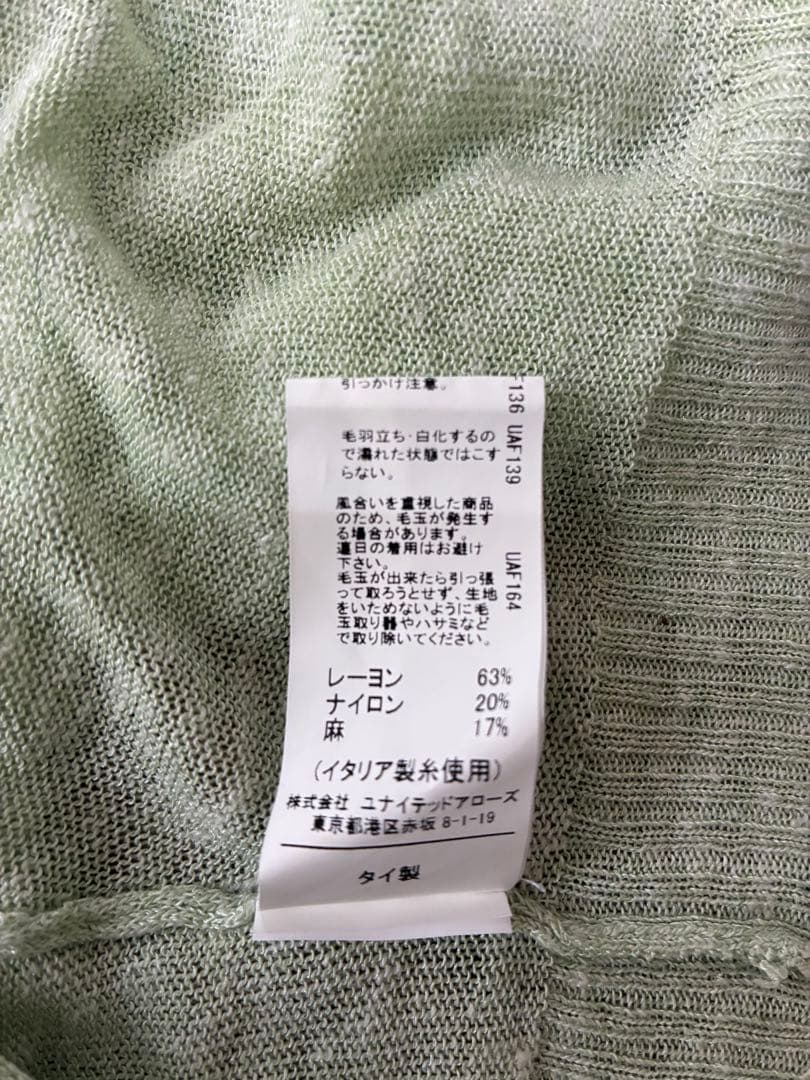 引っかけ注意。
毛羽立ち・白化するの
で濡れた状態ではこす
らない。
風合いを重視した商品
のため、毛玉が発生す
る場合があります。
連日の着用はお避け
下さい。
毛玉が出来たら引っ張
って取ろうとせず、生地
をいためないように毛
玉取り器やハサミなど
で取り除いてください。
レーヨン 63%
ナイロン 20%
麻 17%
(イタリア製糸使用)
株式会社 ユナイテッドアローズ
東京都港区赤坂 8-1-19
タイ製
F136 UAF139 UAF164